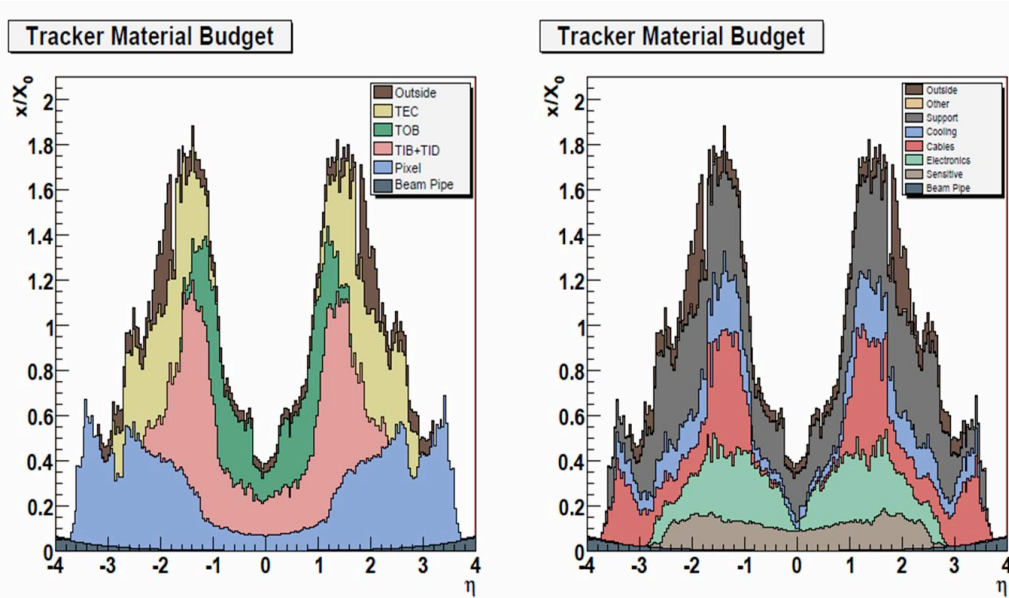 Tracker Material Budget
x/X0
2
1.8
1.6
1.4
1.2
1
0.8
0.6
0.4
0.2
0
-4 -3 -2 -1 0 1 2 3 4
η
Outside
TEC
TOB
TIB+TID
Pixel
Beam Pipe
Tracker Material Budget
x/X0
2
1.8
1.6
1.4
1.2
1
0.8
0.6
0.4
0.2
0
-4 -3 -2 -1 0 1 2 3 4
η
Outside
Other
Support
Cooling
Cables
Electronics
Sensitive
Beam Pipe